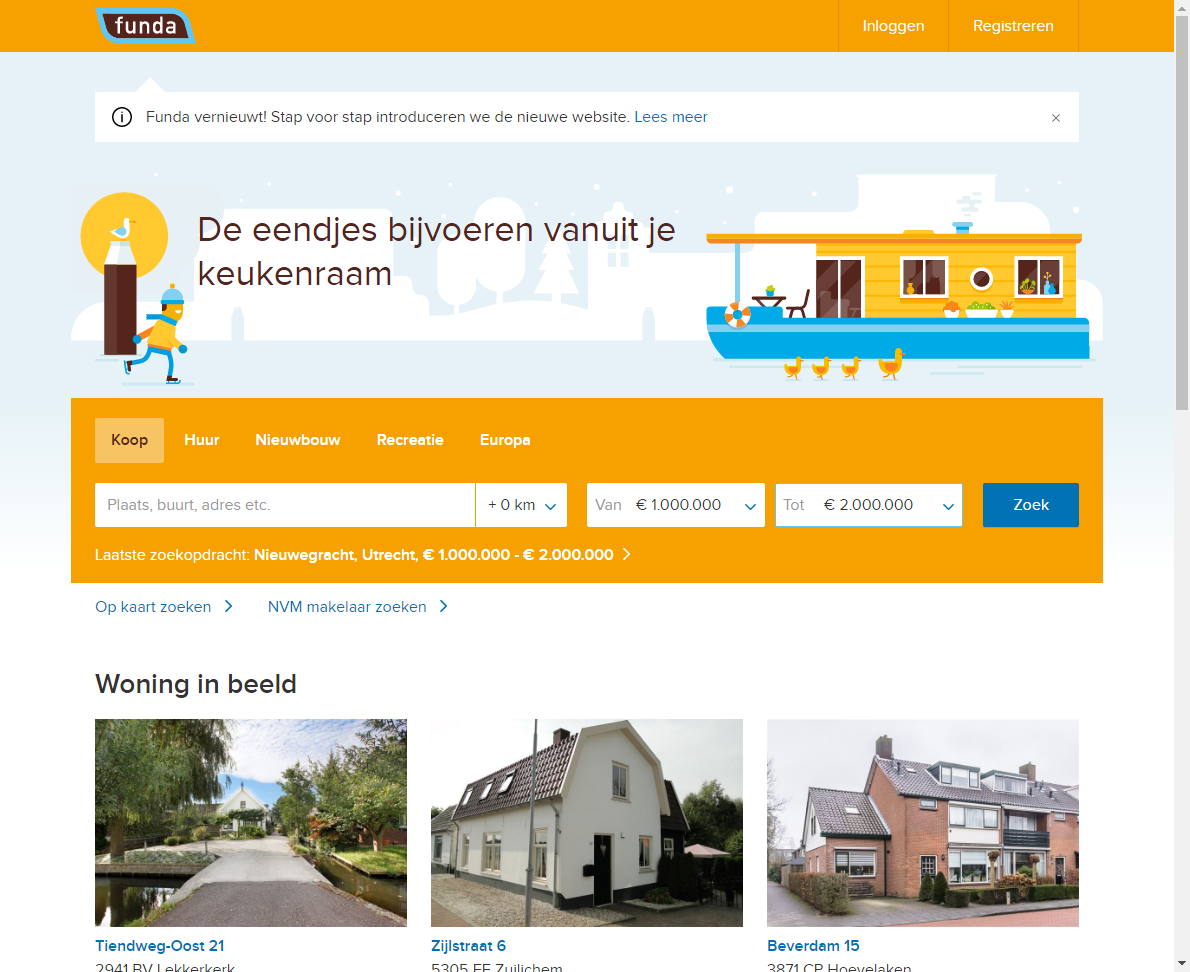 funda
Inloggen
Registreren
Funda vernieuwt! Stap voor stap introduceren we de nieuwe website. Lees meer
De eendjes bijvoeren vanuit je
keukenraam
Koop Huur Nieuwbouw Recreatie Europa
Plaats, buurt, adres etc. + 0 km Van € 1.000.000 Tot € 2.000.000 Zoek
Laatste zoekopdracht: Nieuwegracht, Utrecht, € 1.000.000 - € 2.000.000
Op kaart zoeken NVM makelaar zoeken
Woning in beeld
Tiendweg-Oost 21 Zijlstraat 6 Beverdam 15
2941 BV Lekkerkerk 5305 EE Zuilichem 3871 CP Hoevelaken